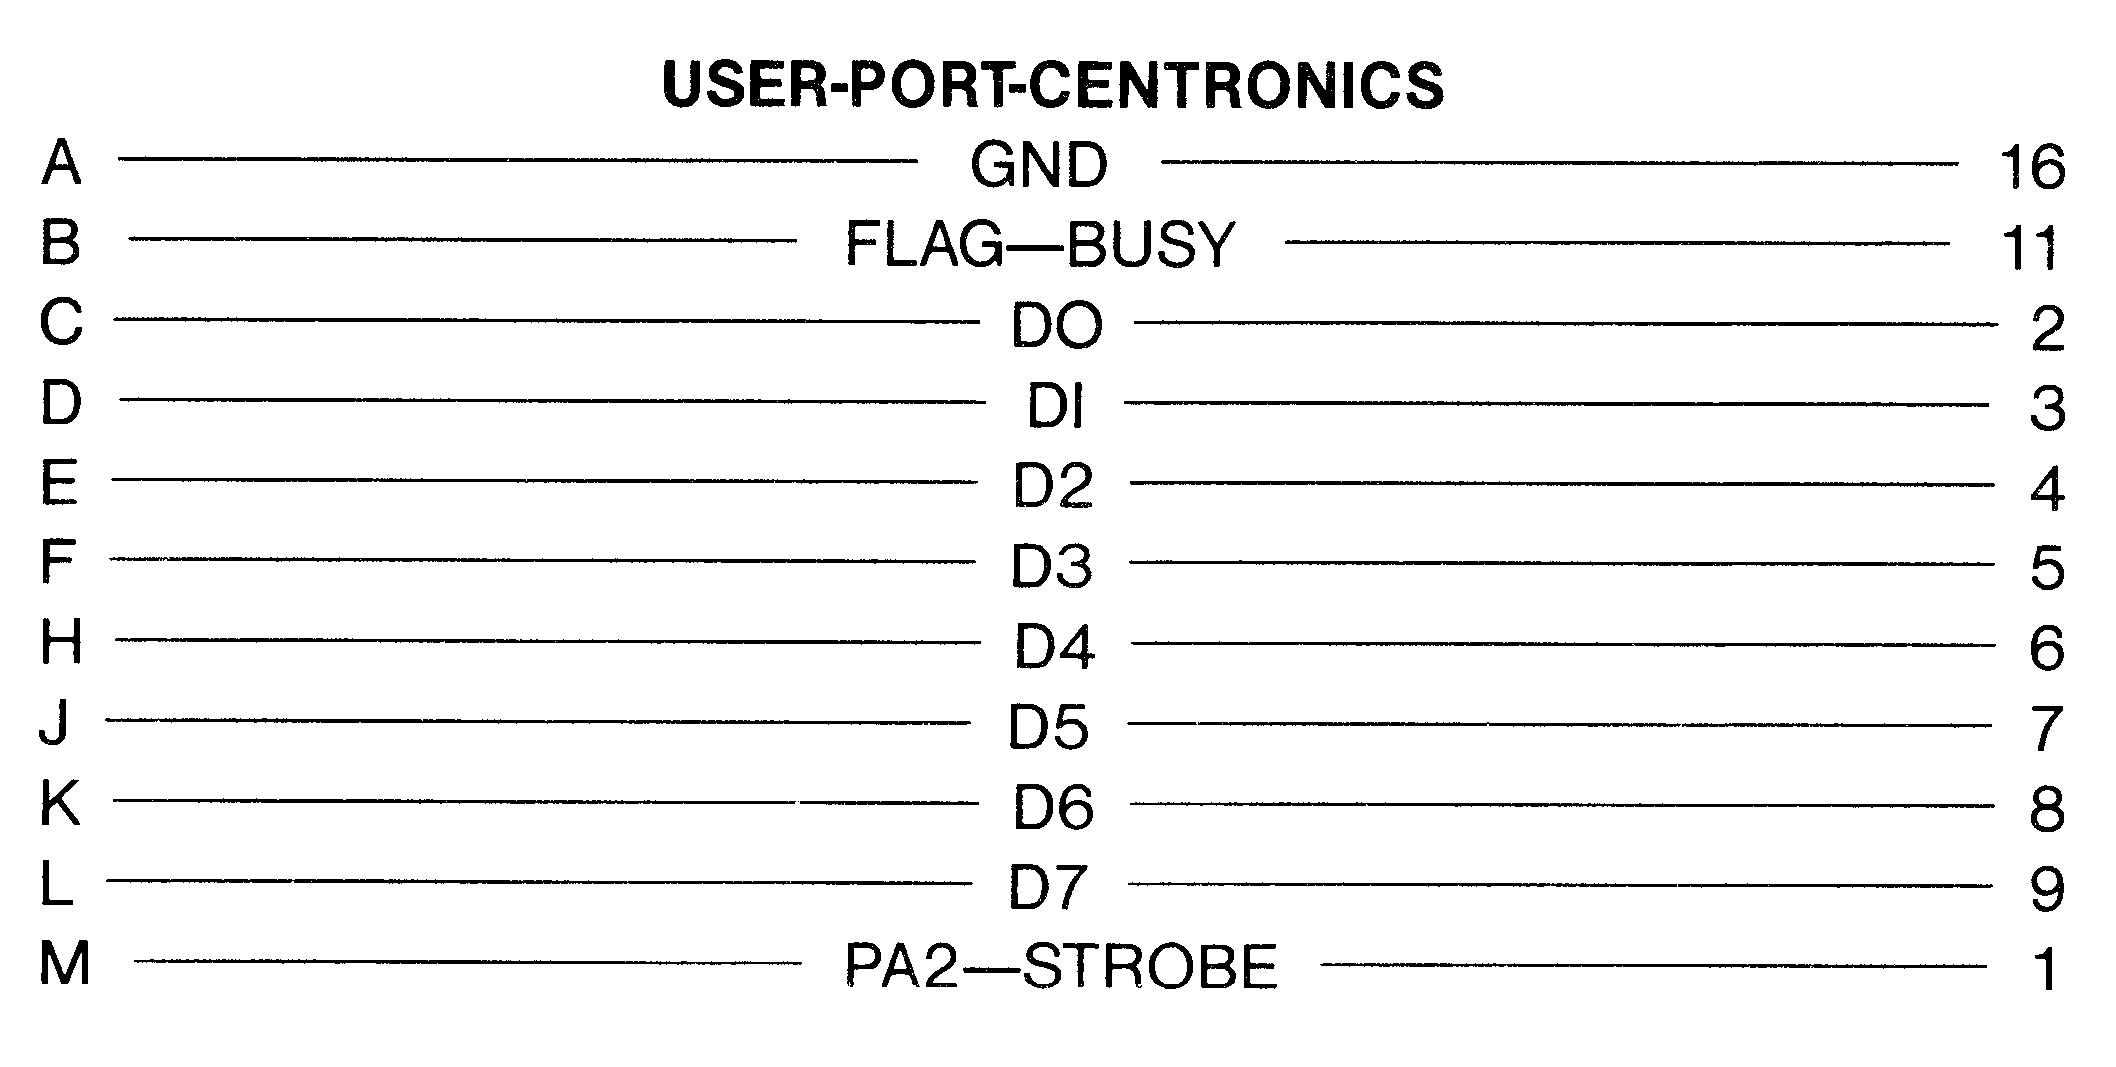 USER-PORT-CENTRONICS
A GND 16
B FLAG—BUSY 11
C DO 2
D DI 3
E D2 4
F D3 5
H D4 6
J D5 7
K D6 8
L D7 9
M PA2—STROBE 1